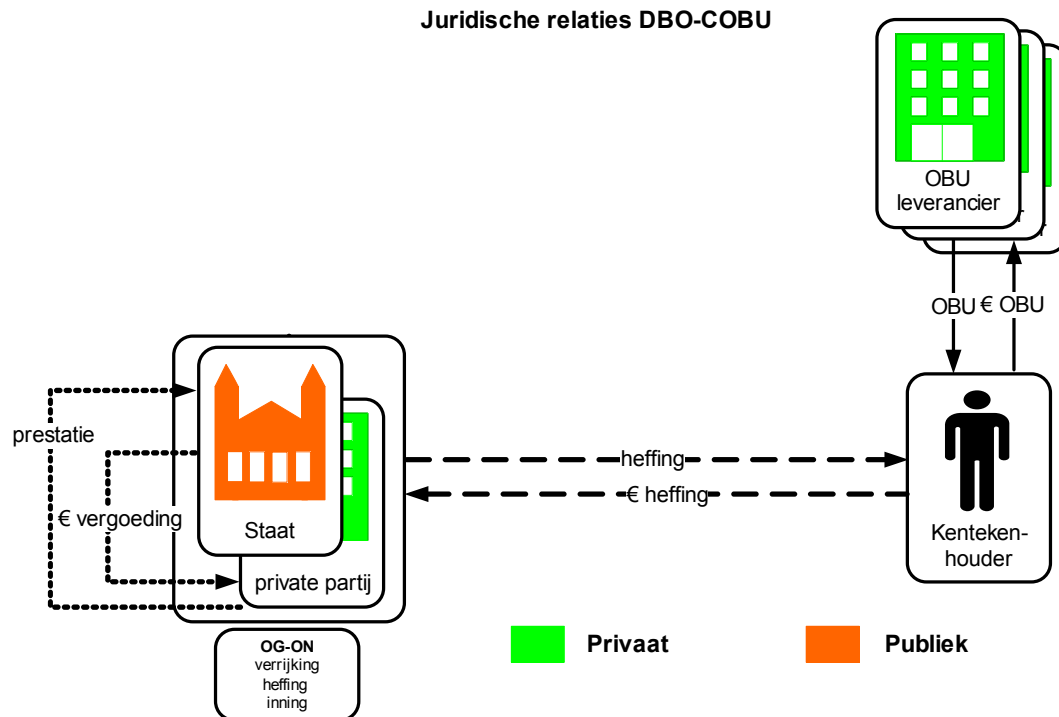 Juridische relaties DBO-COBU
OBU
leverancier
r
r
OBU
€ OBU
prestatie
€ vergoeding
Staat
private partij
heffing
€ heffing
Kenteken-
houder
OG-ON
verrijking
heffing
inning
Privaat
Publiek